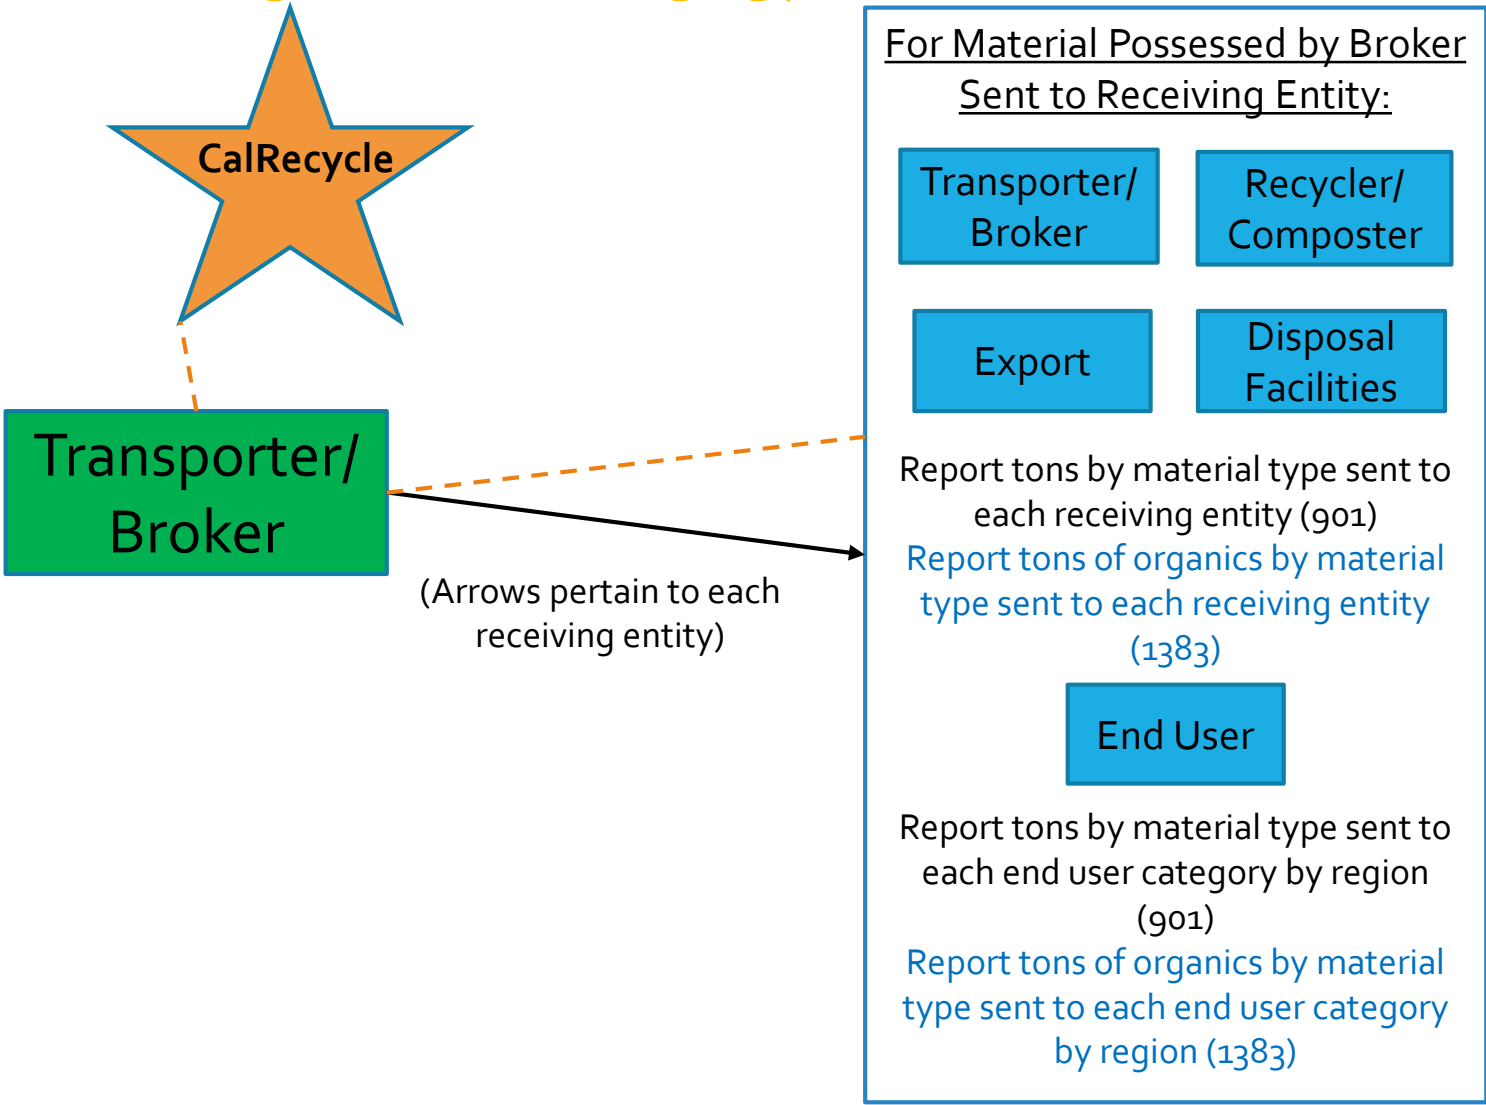 CalRecycle
Transporter/
Broker
(Arrows pertain to each
receiving entity)
For Material Possessed by Broker
Sent to Receiving Entity:
Transporter/
Broker
Recycler/
Composter
Export
Disposal
Facilities
Report tons by material type sent to
each receiving entity (901)
Report tons of organics by material
type sent to each receiving entity
(1383)
End User
Report tons by material type sent to
each end user category by region
(901)
Report tons of organics by material
type sent to each end user category
by region (1383)